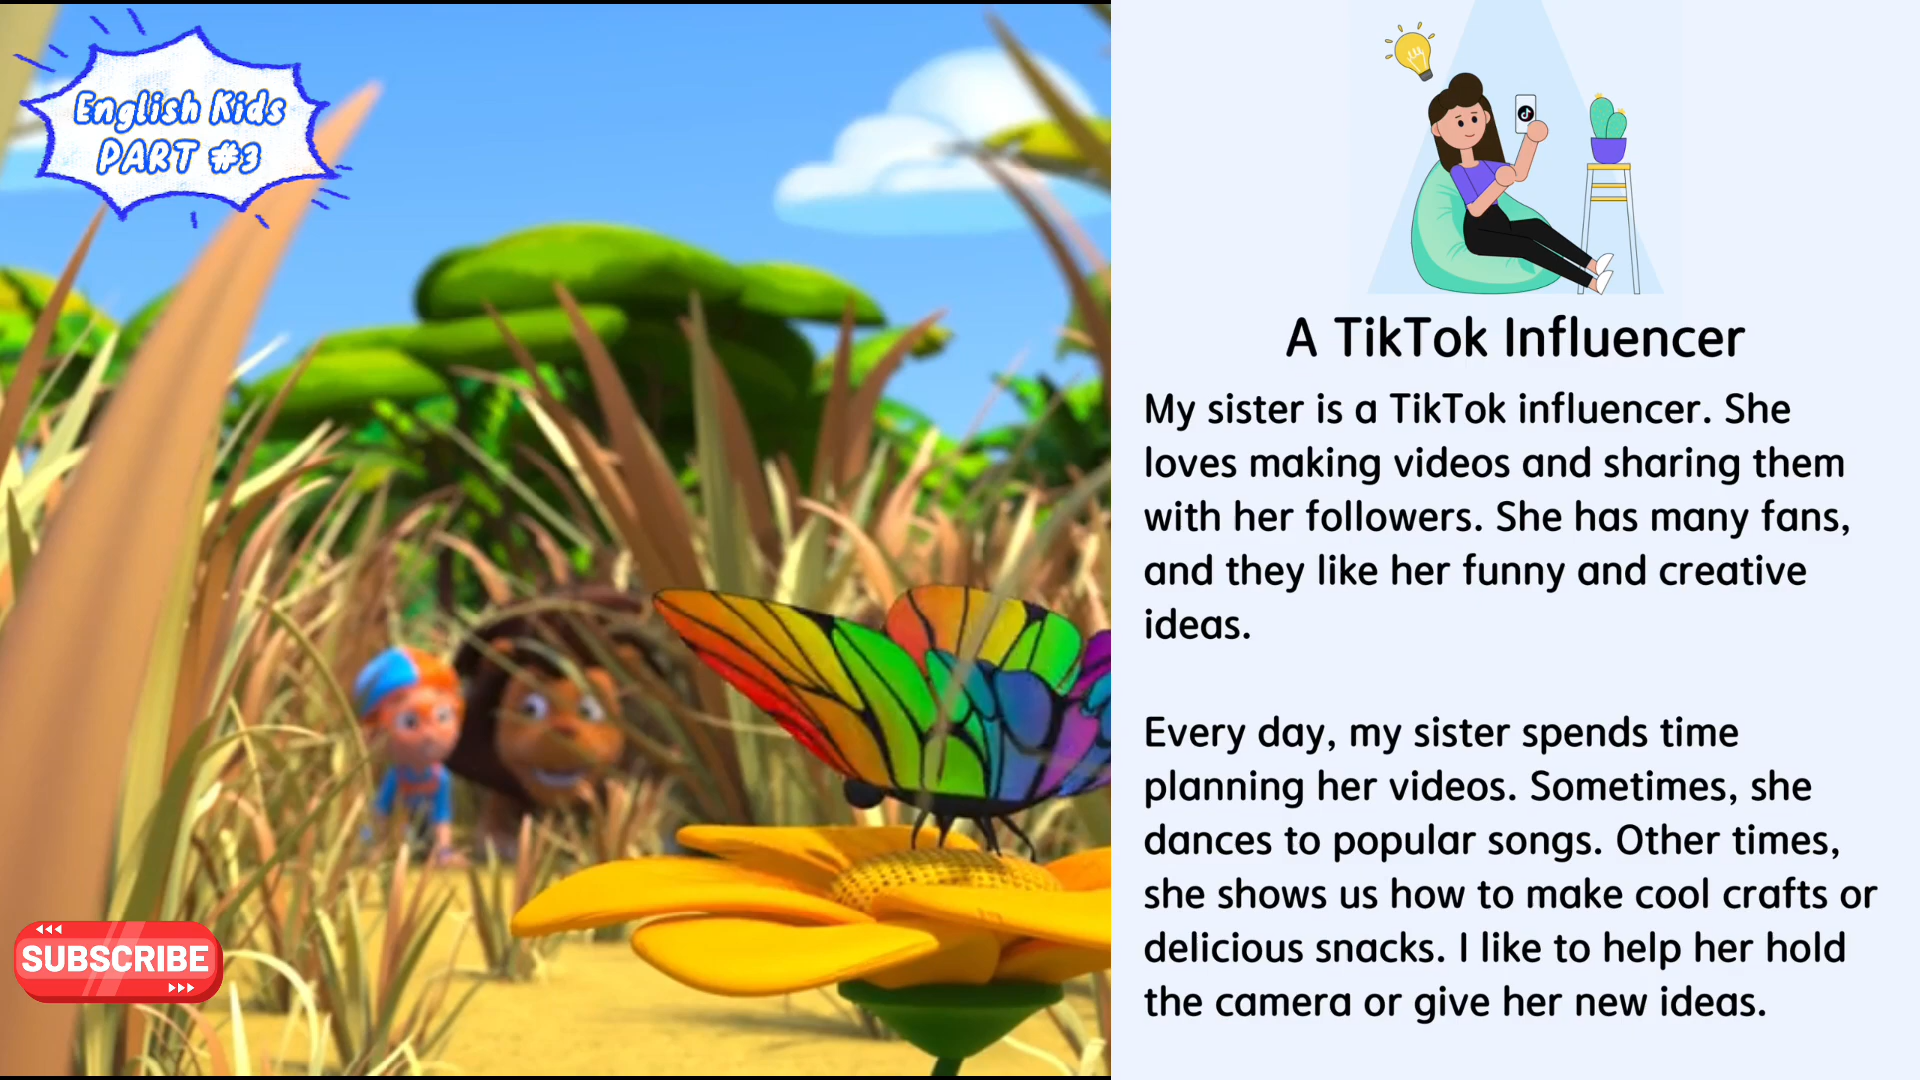 English Kids
PART #3
SUBSCRIBE
A TikTok Influencer
My sister is a TikTok influencer. She
loves making videos and sharing them
with her followers. She has many fans,
and they like her funny and creative
ideas.
Every day, my sister spends time
planning her videos. Sometimes, she
dances to popular songs. Other times,
she shows us how to make cool crafts or
delicious snacks. I like to help her hold
the camera or give her new ideas.